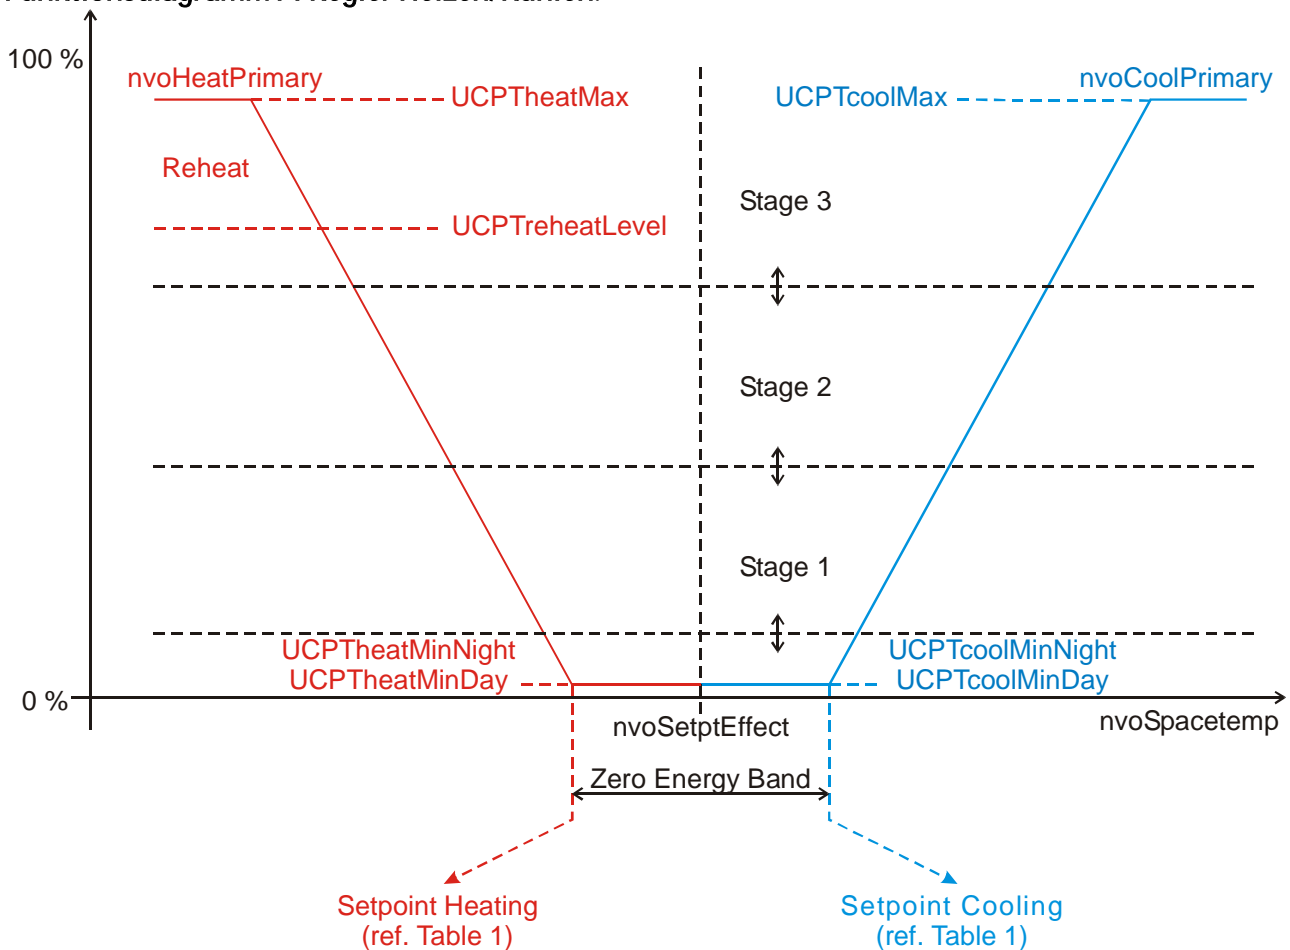 100 %
nvoHeatPrimary
nvoCoolPrimary
UCPTheatMax
UCPTcoolMax
Reheat
Stage 3
UCPTreheatLevel
Stage 2
Stage 1
UCPTheatMinNight
UCPTcoolMinNight
UCPTheatMinDay
UCPTcoolMinDay
0 %
nvoSetptEffect
nvoSpacetemp
Zero Energy Band
Setpoint Heating
(ref. Table 1)
Setpoint Cooling
(ref. Table 1)